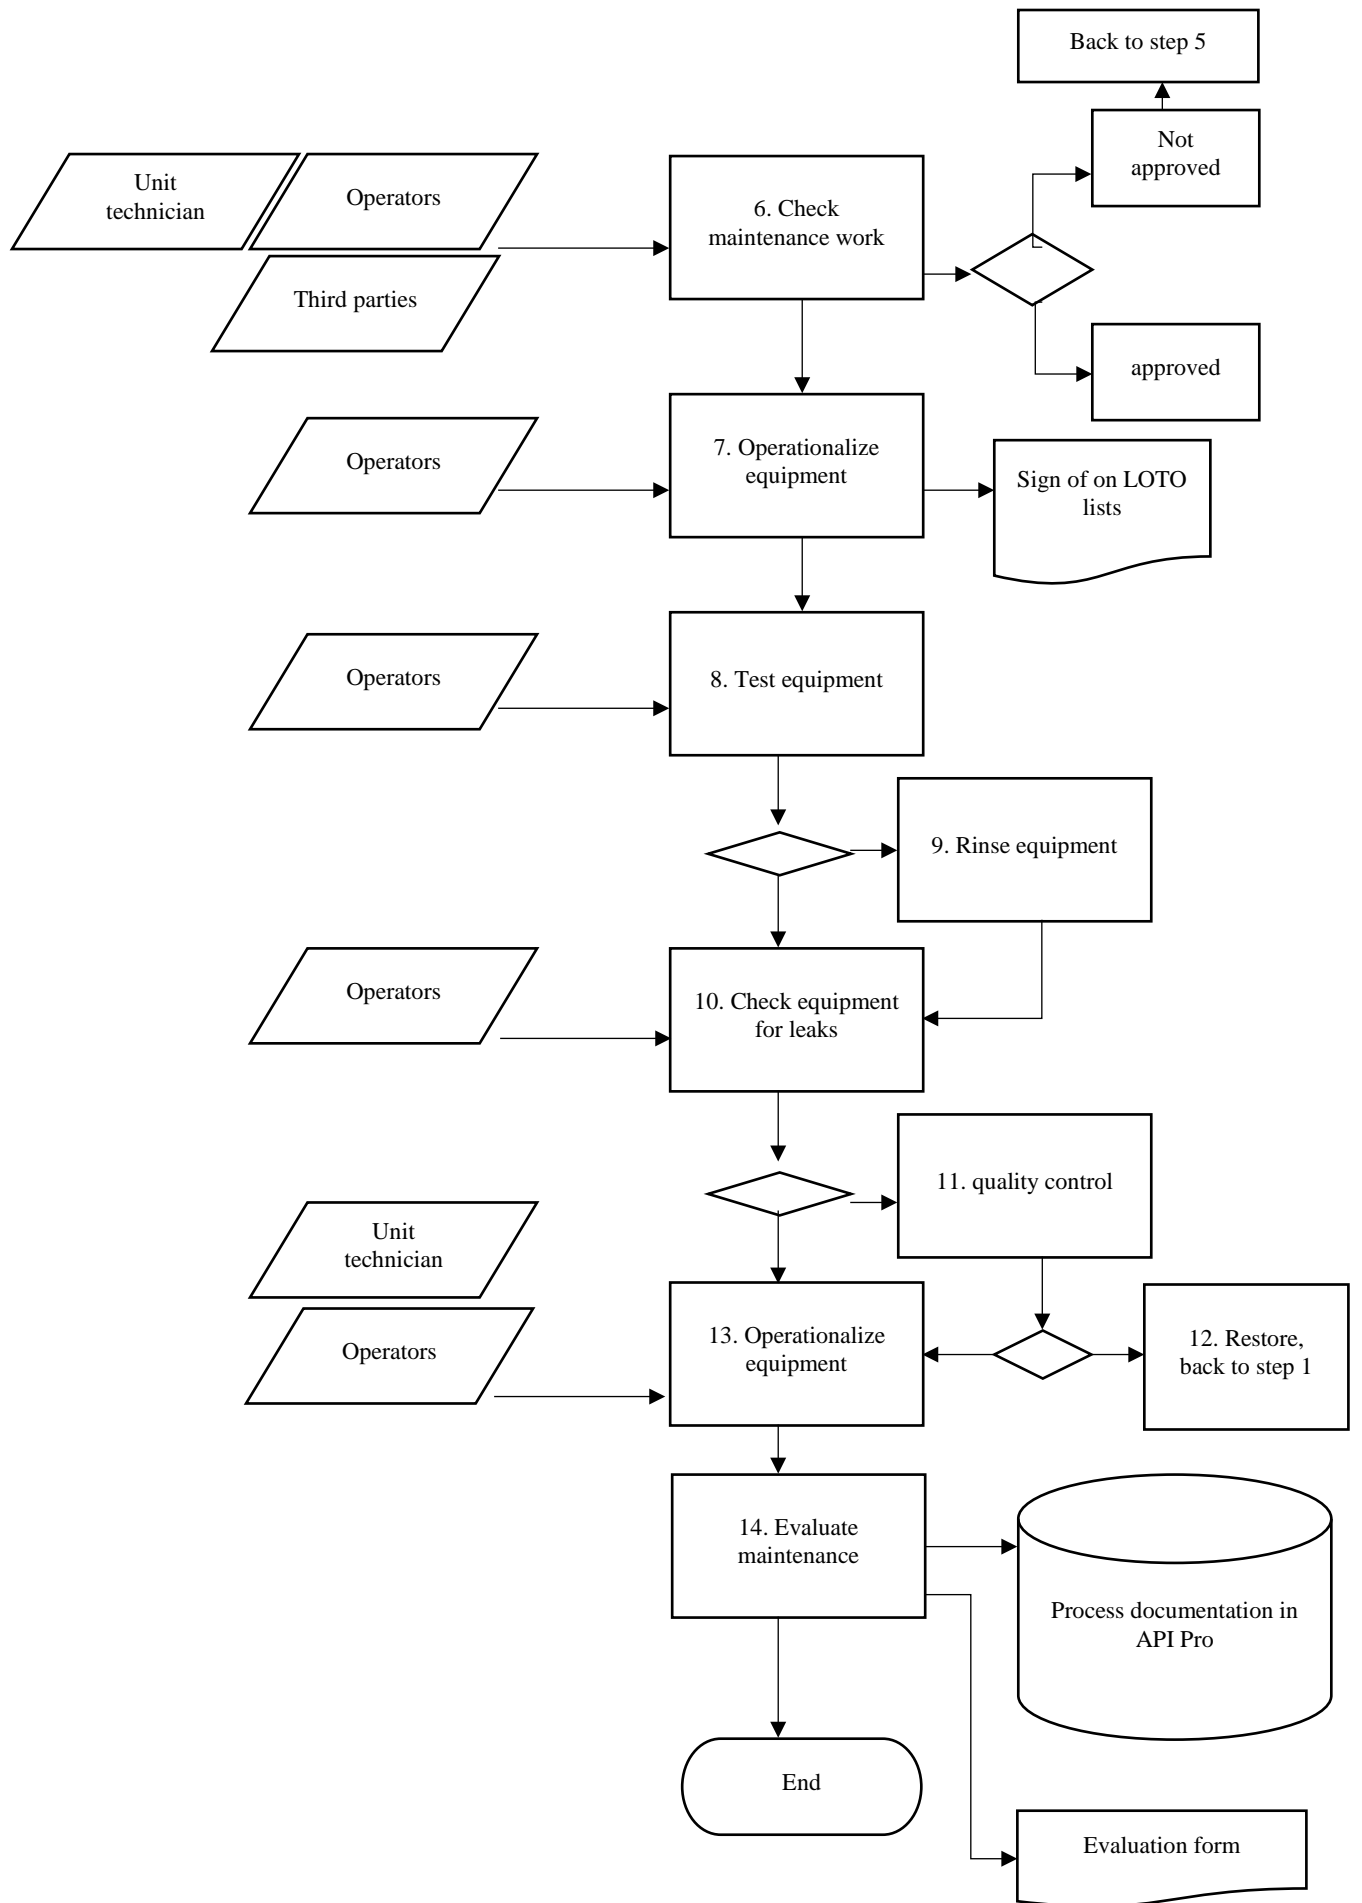 Back to step 5
Not
approved
Unit
technician
Operators
6. Check
maintenance work
Third parties
approved
Operators
7. Operationalize
equipment
Sign of on LOTO
lists
Operators
8. Test equipment
9. Rinse equipment
Operators
10. Check equipment
for leaks
11. quality control
Unit
technician
Operators
13. Operationalize
equipment
12. Restore,
back to step 1
14. Evaluate
maintenance
Process documentation in
API Pro
End
Evaluation form